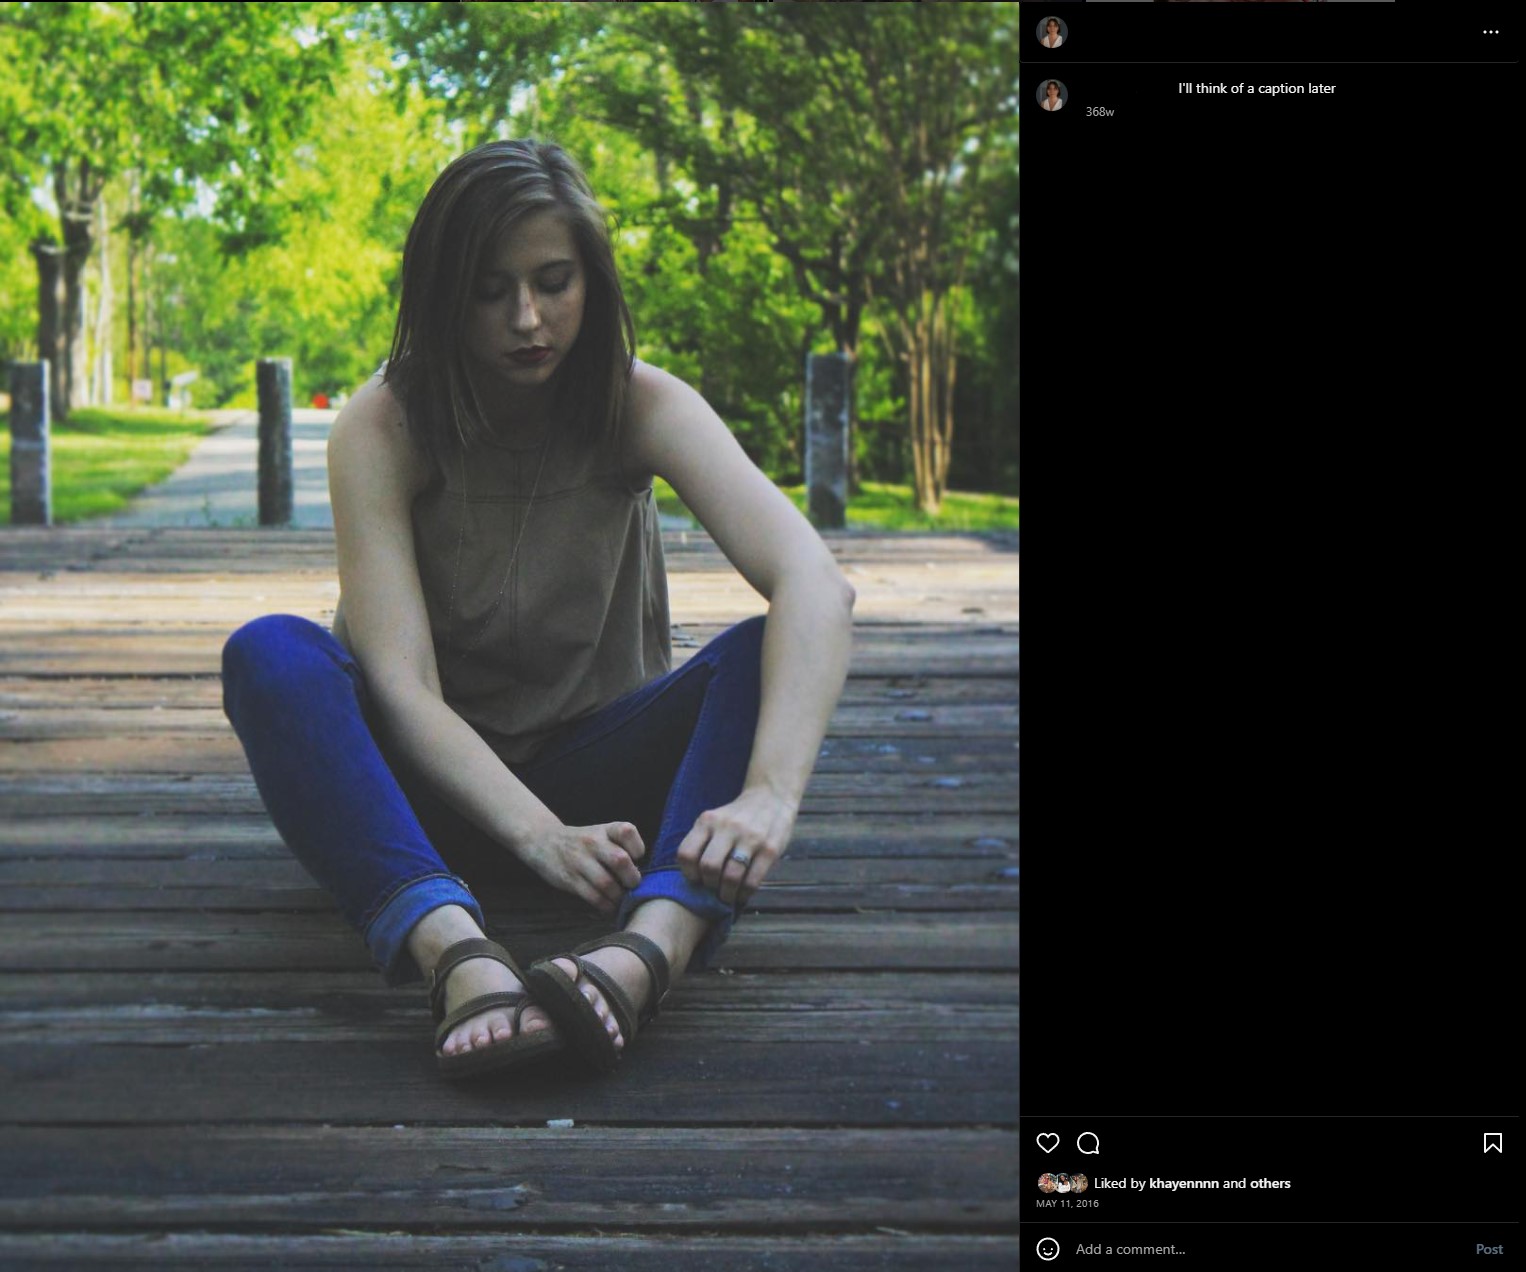 I'll think of a caption later
368w
Liked by khayennnn and others
MAY 11, 2016
Add a comment... Post